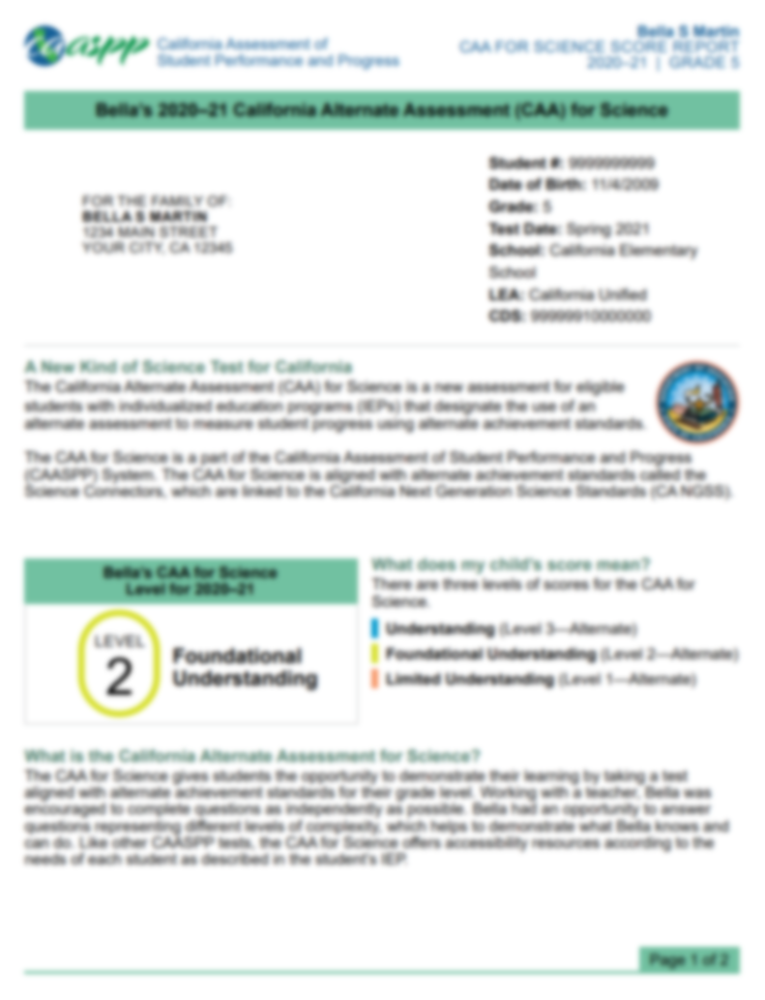 caaspp California Assessment of
Student Performance and Progress
Bella S Martin
CAA FOR SCIENCE SCORE REPORT
2020–21 | GRADE 5
Bella's 2020–21 California Alternate Assessment (CAA) for Science
FOR THE FAMILY OF:
BELLA S MARTIN
1234 MAIN STREET
YOUR CITY, CA 12345
Student #: 9999999999
Date of Birth: 11/4/2009
Grade: 5
Test Date: Spring 2021
School: California Elementary
School
LEA: California Unified
CDS: 99999910000000
A New Kind of Science Test for California
The California Alternate Assessment (CAA) for Science is a new assessment for eligible
students with individualized education programs (IEPs) that designate the use of an
alternate assessment to measure student progress using alternate achievement standards.
The CAA for Science is a part of the California Assessment of Student Performance and Progress
(CAASPP) System. The CAA for Science is aligned with alternate achievement standards called the
Science Connectors, which are linked to the California Next Generation Science Standards (CA NGSS).
Bella's CAA for Science
Level for 2020–21
LEVEL
2
Foundational
Understanding
What does my child's score mean?
There are three levels of scores for the CAA for
Science.
Understanding (Level 3—Alternate)
Foundational Understanding (Level 2—Alternate)
Limited Understanding (Level 1—Alternate)
What is the California Alternate Assessment for Science?
The CAA for Science gives students the opportunity to demonstrate their learning by taking a test
aligned with alternate achievement standards for their grade level. Working with a teacher, Bella was
encouraged to complete questions as independently as possible. Bella had an opportunity to answer
questions representing different levels of complexity, which helps to demonstrate what Bella knows and
can do. Like other CAASPP tests, the CAA for Science offers accessibility resources according to the
needs of each student as described in the student's IEP.
Page 1 of 2